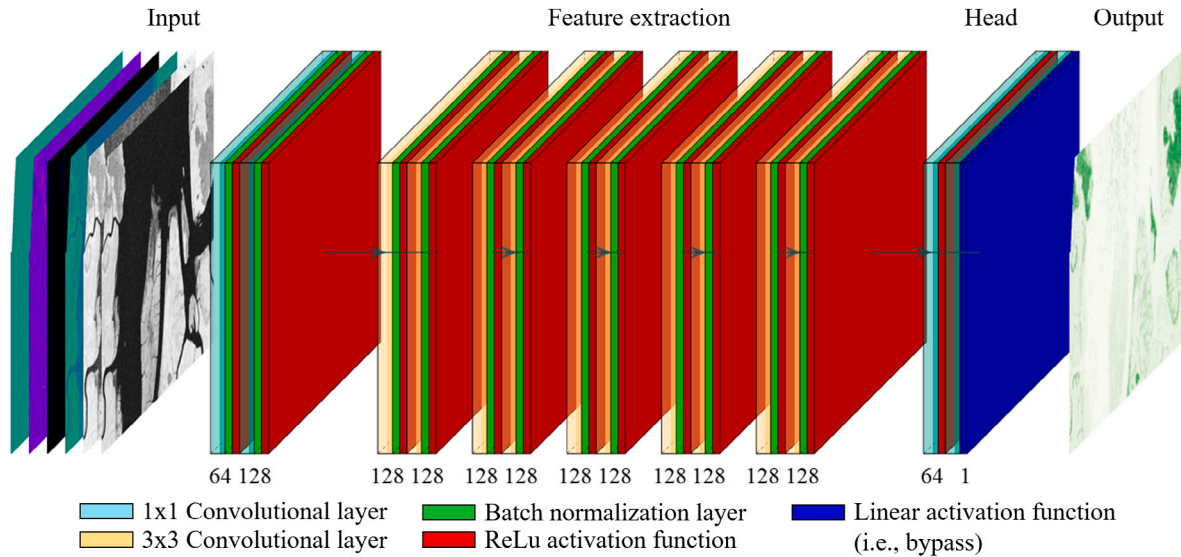 Input Feature extraction Head Output
64 128 128 128 128 128 128 128 128 128 128 128 64 1
1x1 Convolutional layer Batch normalization layer Linear activation function
3x3 Convolutional layer ReLu activation function (i.e., bypass)